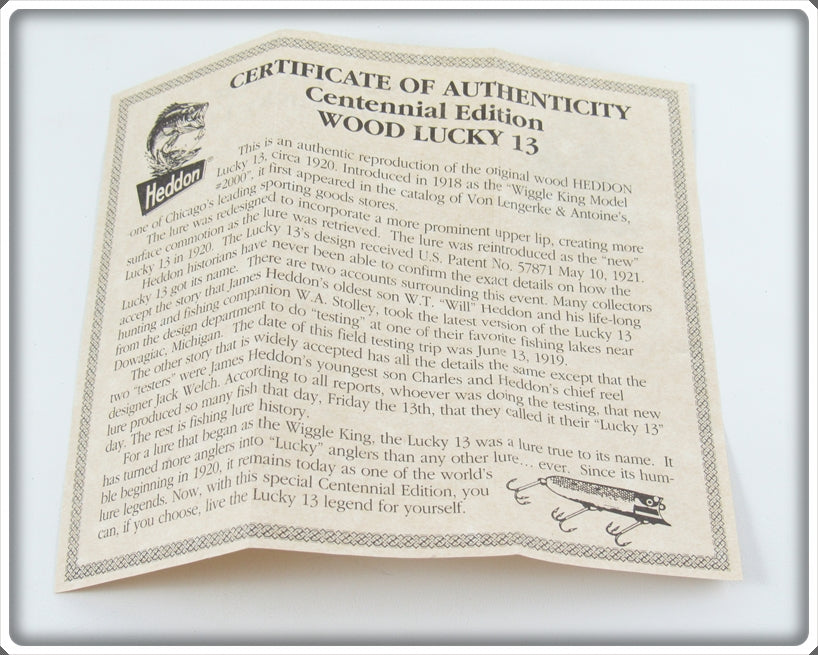 CERTIFICATE OF AUTHENTICITY
Centennial Edition
WOOD LUCKY 13
Heddon
This is an authentic reproduction of the original wood HEDDON
Lucky 13, circa 1920. Introduced in 1918 as the "Wiggle King Model
#2000", it first appeared in the catalog of Von Lengerke & Antoine's,
one of Chicago's leading sporting goods stores.
The lure was redesigned to incorporate a more prominent upper lip, creating more
surface commotion as the lure was retrieved. The lure was reintroduced as the "new"
Lucky 13 in 1920. The Lucky 13's design received U.S. Patent No. 57871 May 10, 1921.
Heddon historians have never been able to confirm the exact details on how the
Lucky 13 got its name. There are two accounts surrounding this event. Many collectors
accept the story that James Heddon's oldest son W.T. "Will" Heddon and his life-long
hunting and fishing companion W.A. Stolley, took the latest version of the Lucky 13
from the design department to do "testing" at one of their favorite fishing lakes near
Dowagiac, Michigan. The date of this field testing trip was June 13, 1919.
The other story that is widely accepted has all the details the same except that the
two "testers" were James Heddon's youngest son Charles and Heddon's chief reel
designer Jack Welch. According to all reports, whoever was doing the testing, that new
lure produced so many fish that day, Friday the 13th, that they called it their "Lucky 13"
day. The rest is fishing lure history.
For a lure that began as the Wiggle King, the Lucky 13 was a lure true to its name. It
has turned more anglers into "Lucky" anglers than any other lure... ever. Since its hum-
ble beginning in 1920, it remains today as one of the world's
lure legends. Now, with this special Centennial Edition, you
can, if you choose, live the Lucky 13 legend for yourself.